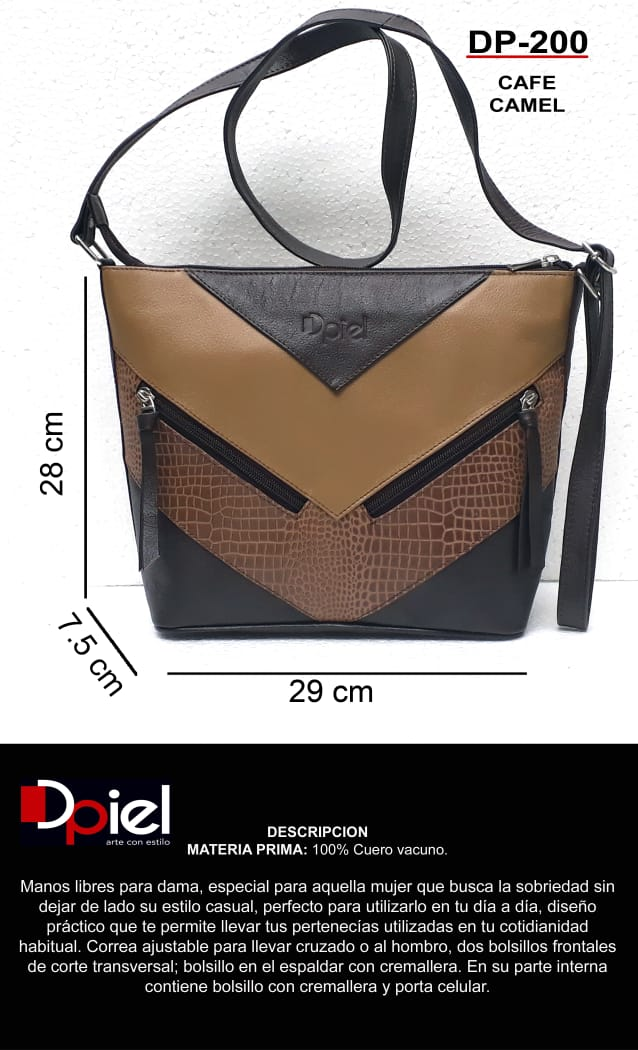 DP-200
CAFE
CAMEL
Dpiel
28 cm
7.5 cm
29 cm
Dpiel
arte con estilo
DESCRIPCION
MATERIA PRIMA: 100% Cuero vacuno.
Manos libres para dama, especial para aquella mujer que busca la sobriedad sin
dejar de lado su estilo casual, perfecto para utilizarlo en tu día a día, diseño
práctico que te permite llevar tus pertenecías utilizadas en tu cotidianidad
habitual. Correa ajustable para llevar cruzado o al hombro, dos bolsillos frontales
de corte transversal; bolsillo en el espaldar con cremallera. En su parte interna
contiene bolsillo con cremallera y porta celular.